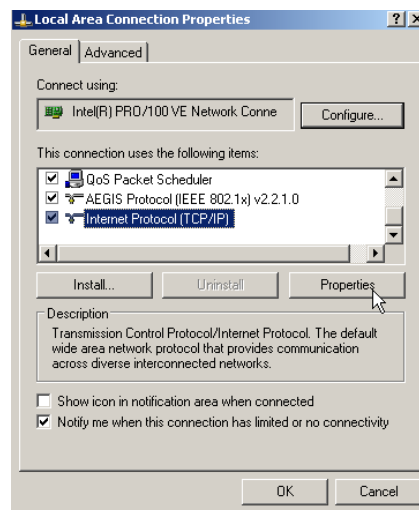 Local Area Connection Properties
General
Advanced
Connect using:
Intel(R) PRO/100 VE Network Conne
Configure...
This connection uses the following items:
QoS Packet Scheduler
AEGIS Protocol (IEEE 802.1x) v2.2.1.0
Internet Protocol (TCP/IP)
Install...
Uninstall
Properties
Description
Transmission Control Protocol/Internet Protocol. The default
wide area network protocol that provides communication
across diverse interconnected networks.
Show icon in notification area when connected
Notify me when this connection has limited or no connectivity
OK
Cancel